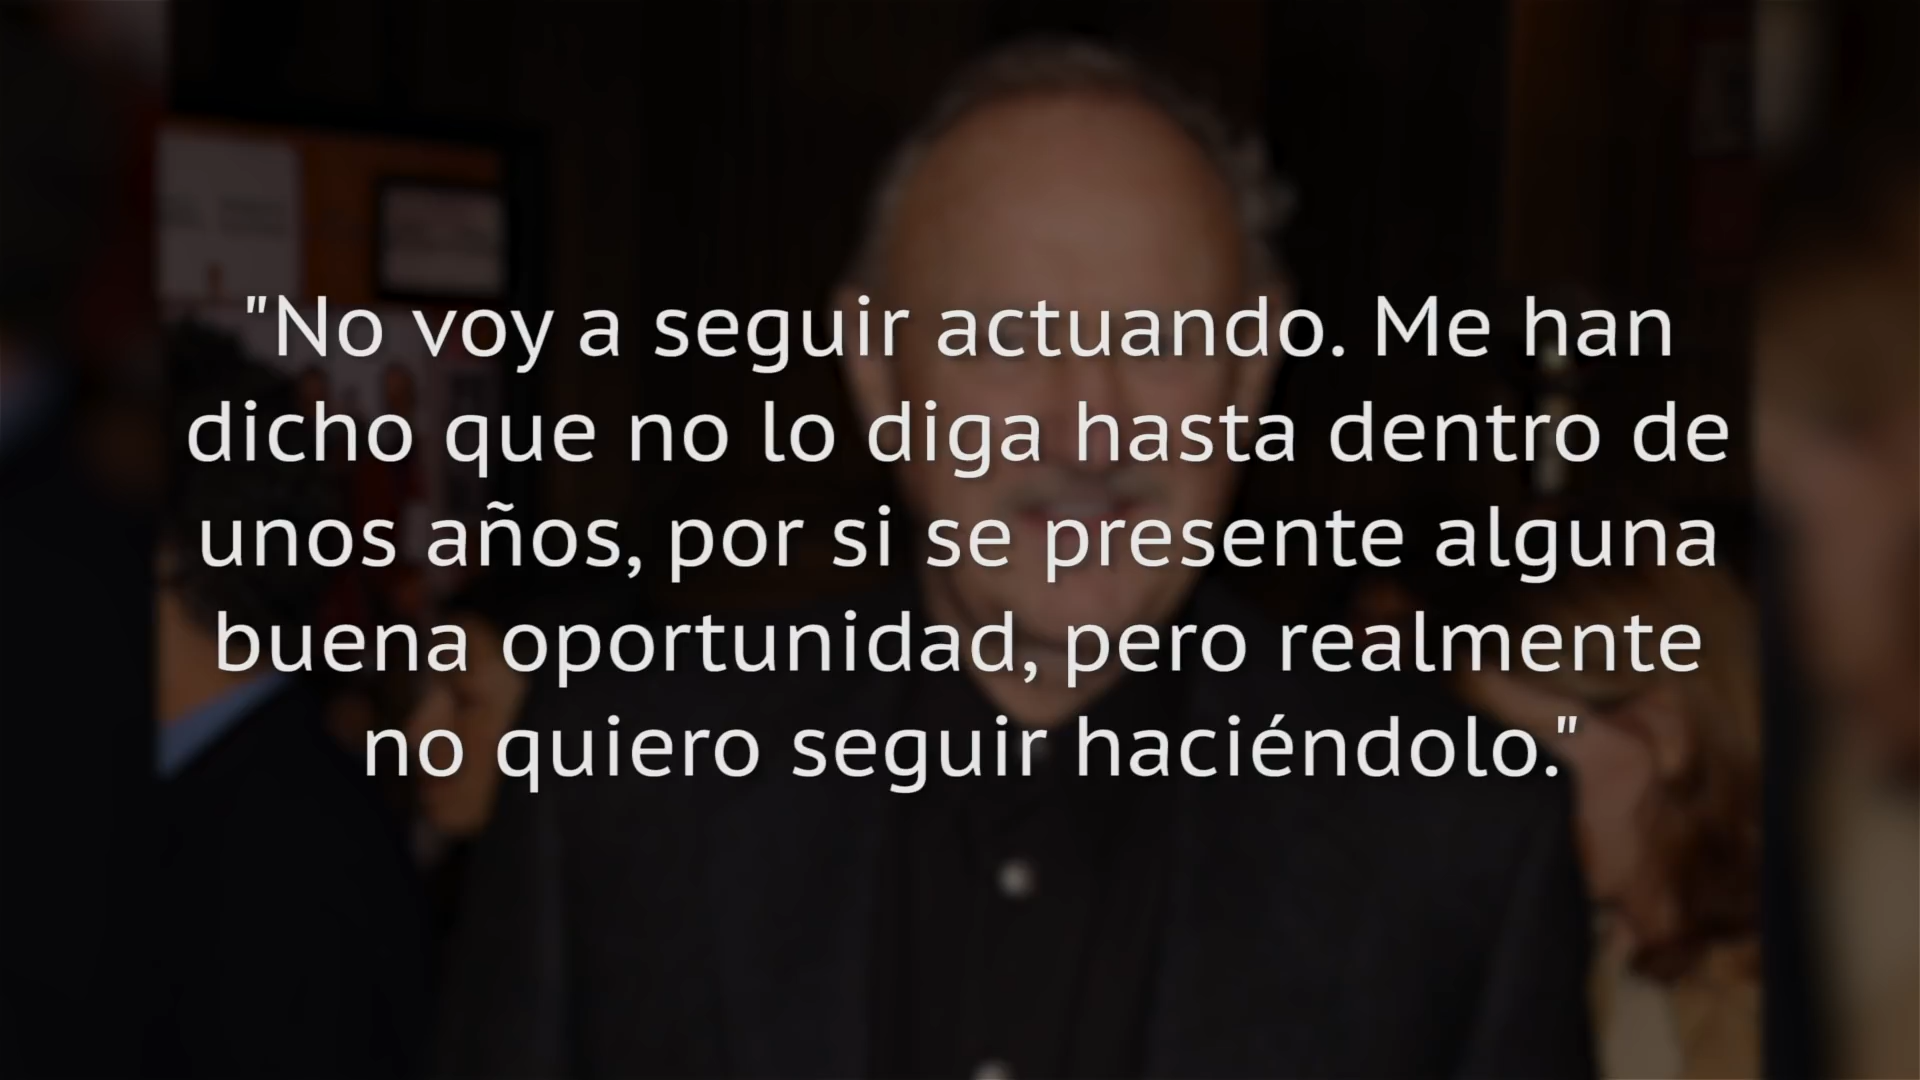 "No voy a seguir actuando. Me han
dicho que no lo diga hasta dentro de
unos años, por si se presente alguna
buena oportunidad, pero realmente
no quiero seguir haciéndolo."